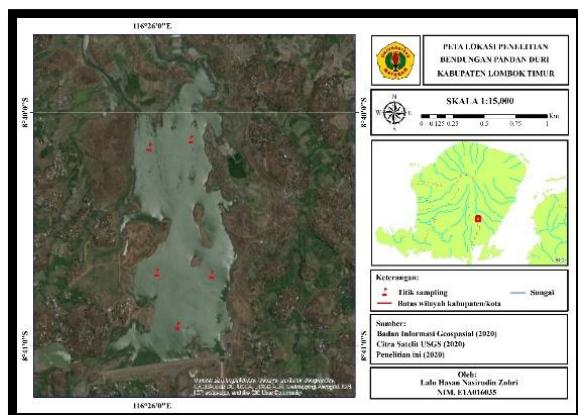 116°26'0"E
8°40'0"S
8°40'0"S
8°41'0"S
8°41'0"S
116°26'0"E
PETA LOKASI PENELITIAN
BENDUNGAN PANDAN DURI
KABUPATEN LOMBOK TIMUR
N
W
S
SKALA 1:15,000
Km
0 0.125 0.25 0.5 0.75 1
Keterangan:
Titik sampling
Sungai
Batas wilayah kabupaten/kota
Sumber:
Badan Informasi Geospasial (2020)
Citra Satelit USGS (2020)
Penelitian ini (2020)
Oleh:
Lalu Hasan Nasirudin Zohri
NIM. E1A016035